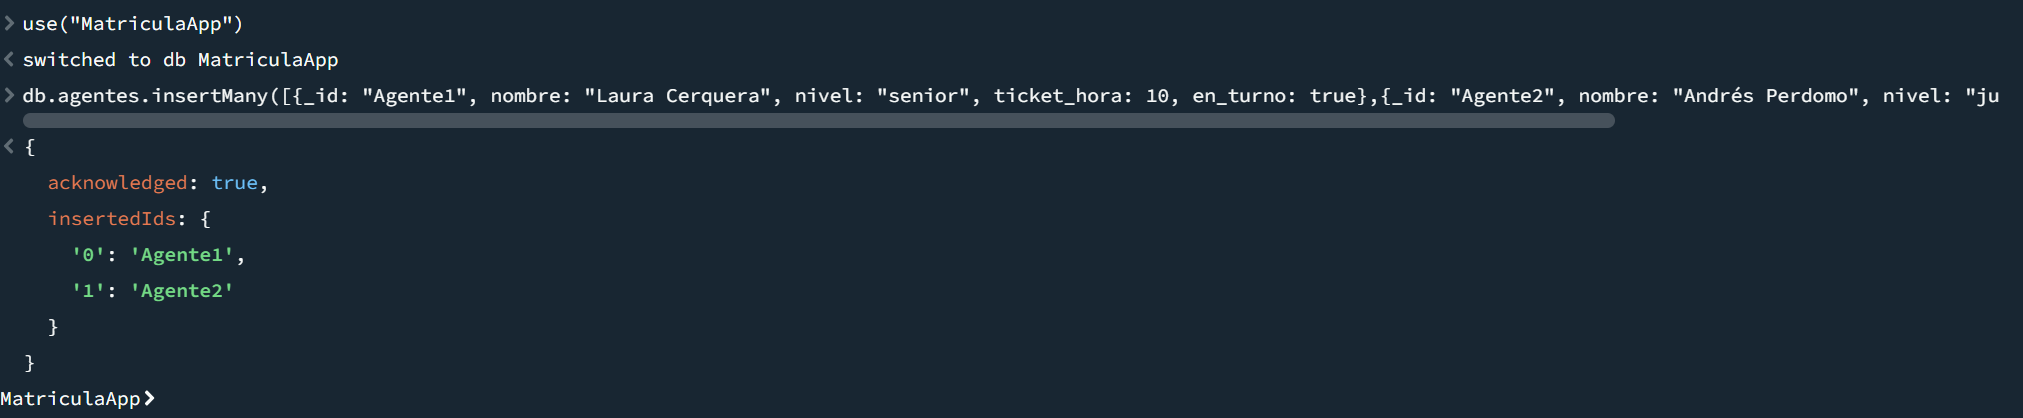 > use("MatriculaApp")
< switched to db MatriculaApp
> db.agentes.insertMany([{_id: "Agente1", nombre: "Laura Cerquera", nivel: "senior", ticket_hora: 10, en_turno: true},{_id: "Agente2", nombre: "Andrés Perdomo", nivel: "ju
< {
acknowledged: true,
insertedIds: {
'0': 'Agente1',
'1': 'Agente2'
}
}
MatriculaApp>